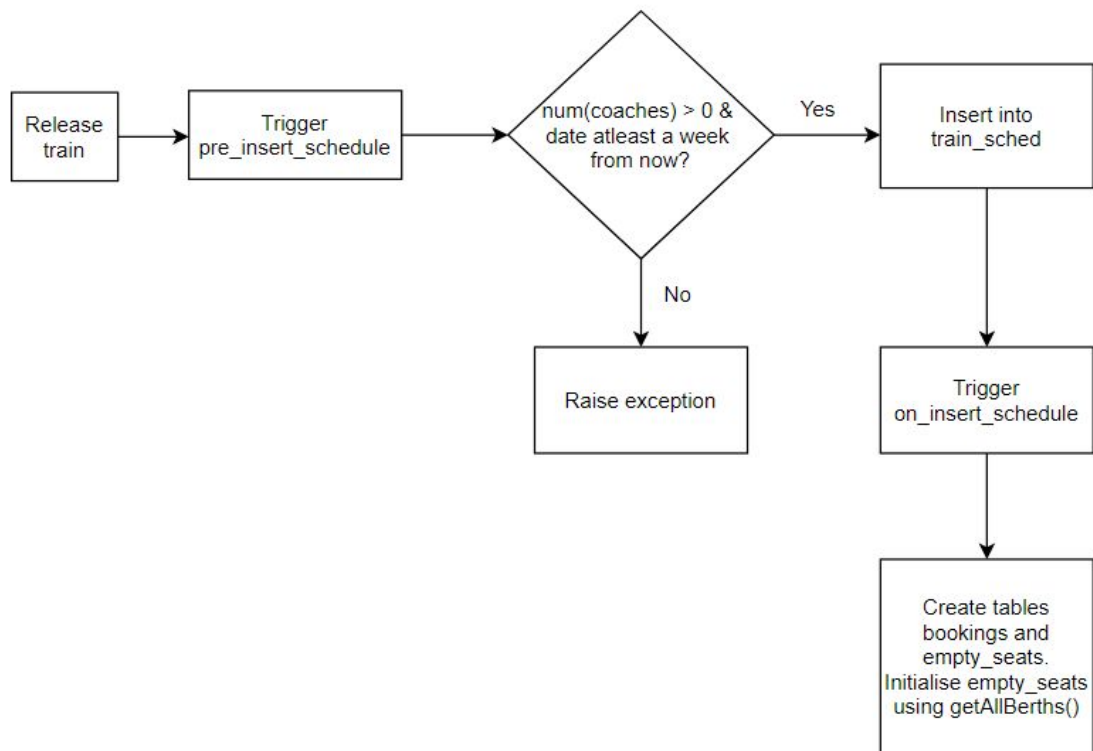 Release
train
Trigger
pre_insert_schedule
num(coaches) > 0 &
date atleast a week
from now?
Yes
Insert into
train_sched
No
Raise exception
Trigger
on_insert_schedule
Create tables
bookings and
empty_seats.
Initialise empty_seats
using getAllBerths()